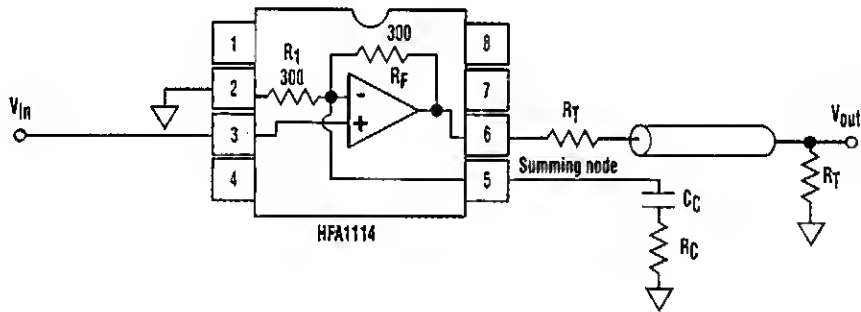 300
R1
300
RF
-
+
1
2
3
4
8
7
6
5
Vin
RT
Vout
RT
Summing node
CC
RC
HFA1114